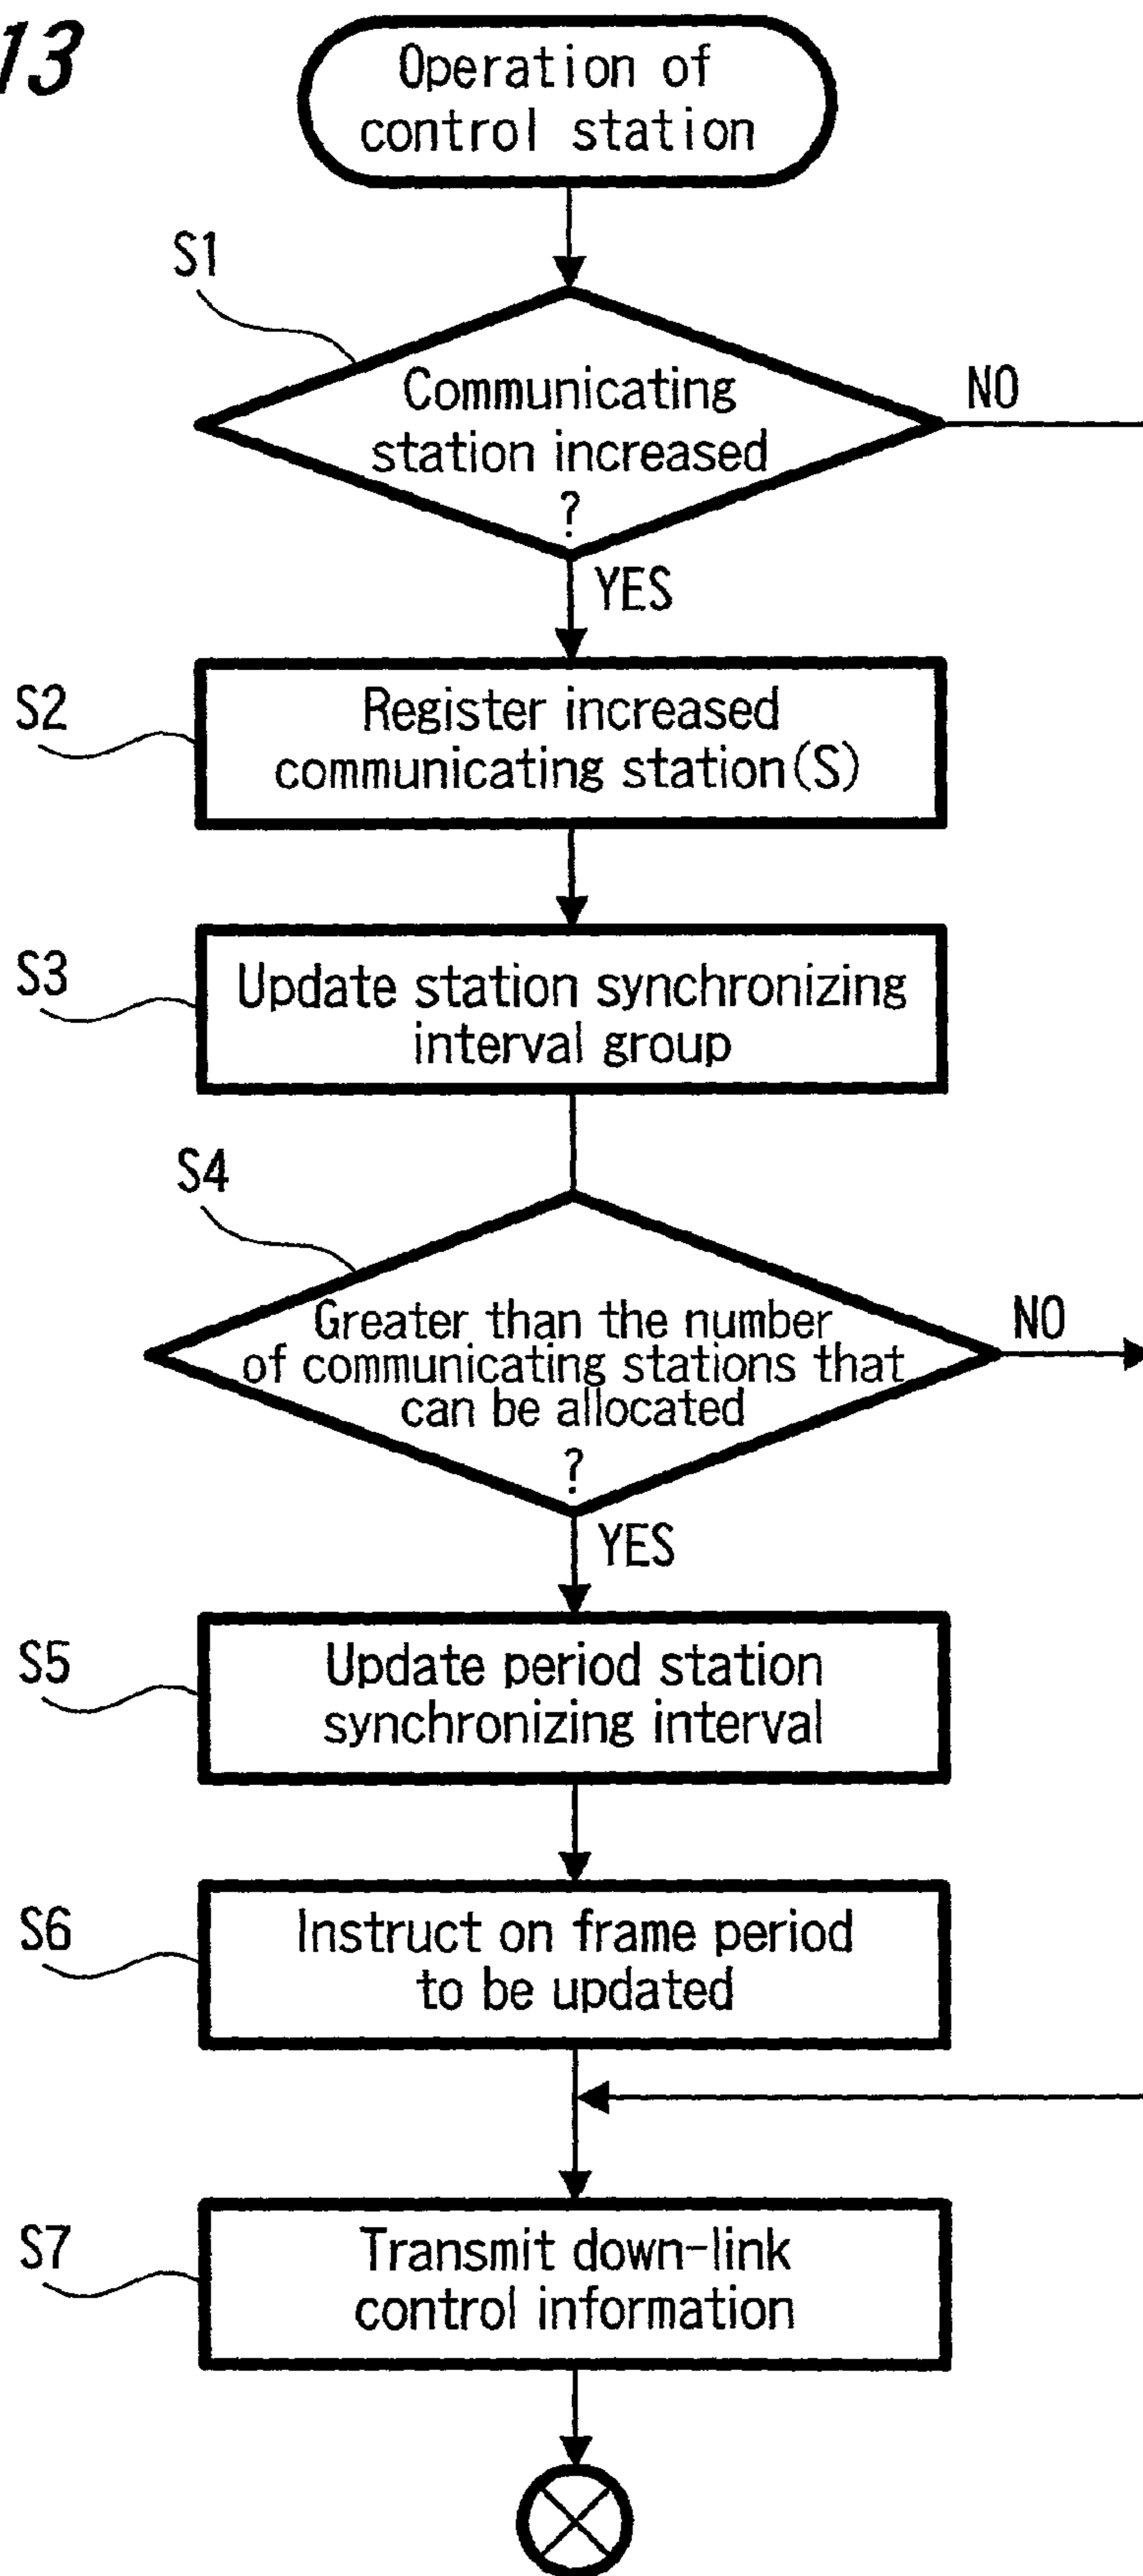 13
Operation of
control station
S1
Communicating
station increased
?
NO
YES
S2
Register increased
communicating station(S)
S3
Update station synchronizing
interval group
S4
Greater than the number
of communicating stations that
can be allocated
?
NO
YES
S5
Update period station
synchronizing interval
S6
Instruct on frame period
to be updated
S7
Transmit down-link
control information